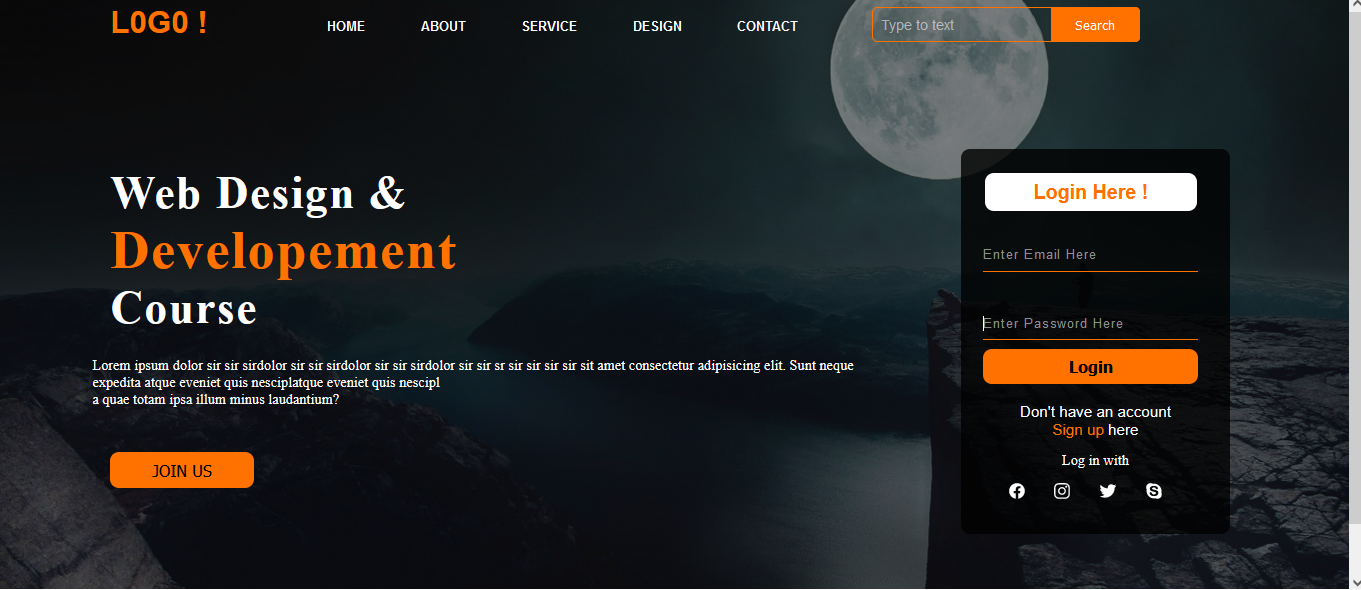 L0G0 !
HOME ABOUT SERVICE DESIGN CONTACT
Type to text Search
Web Design &
Developement
Course
Lorem ipsum dolor sir sir sirdolor sir sir sirdolor sir sir sirdolor sir sir sr sir sir sir sir sit amet consectetur adipisicing elit. Sunt neque
expedita atque eveniet quis nesciplatque eveniet quis nescipl
a quae totam ipsa illum minus laudantium?
JOIN US
Login Here !
Enter Email Here
Enter Password Here
Login
Don't have an account
Sign up here
Log in with